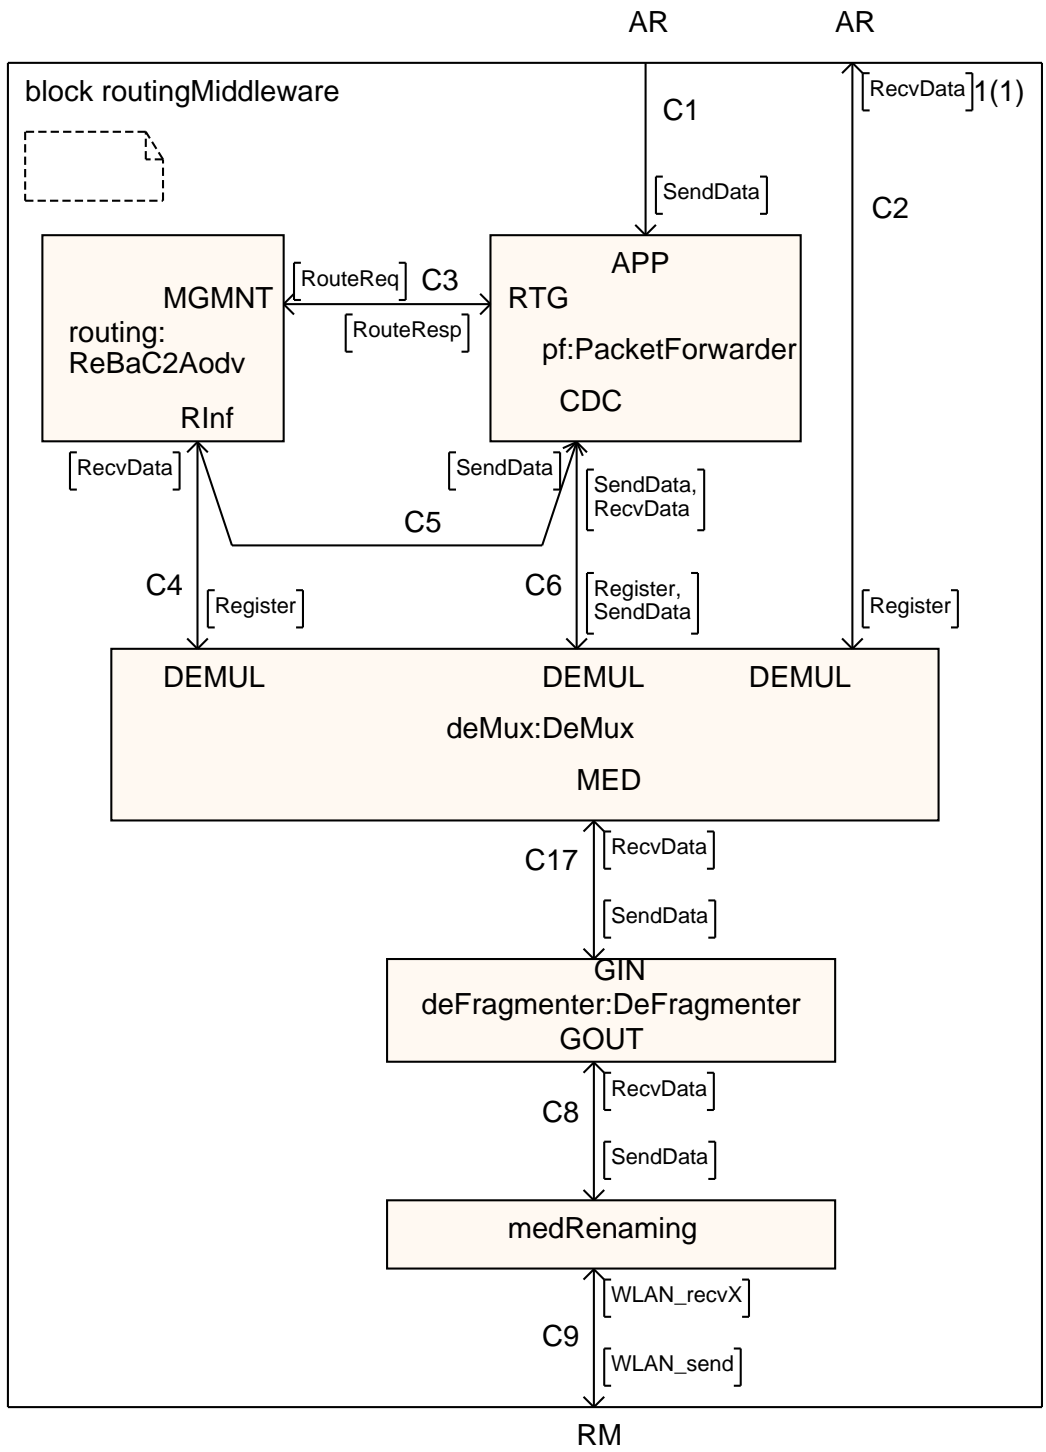 AR AR
block routingMiddleware
[RecvData] 1(1)
C1
[SendData]
C2
APP
[RouteReq] C3
MGMNT
RTG
[RouteResp]
routing:
ReBaC2Aodv
pf:PacketForwarder
CDC
RInf
[RecvData]
[SendData]
[SendData,
RecvData]
C5
C4
C6
[Register]
[Register,
SendData]
[Register]
DEMUL DEMUL DEMUL
deMux:DeMux
MED
C17
[RecvData]
[SendData]
GIN
deFragmenter:DeFragmenter
GOUT
[RecvData]
C8
[SendData]
medRenaming
[WLAN_recvX]
C9
[WLAN_send]
RM